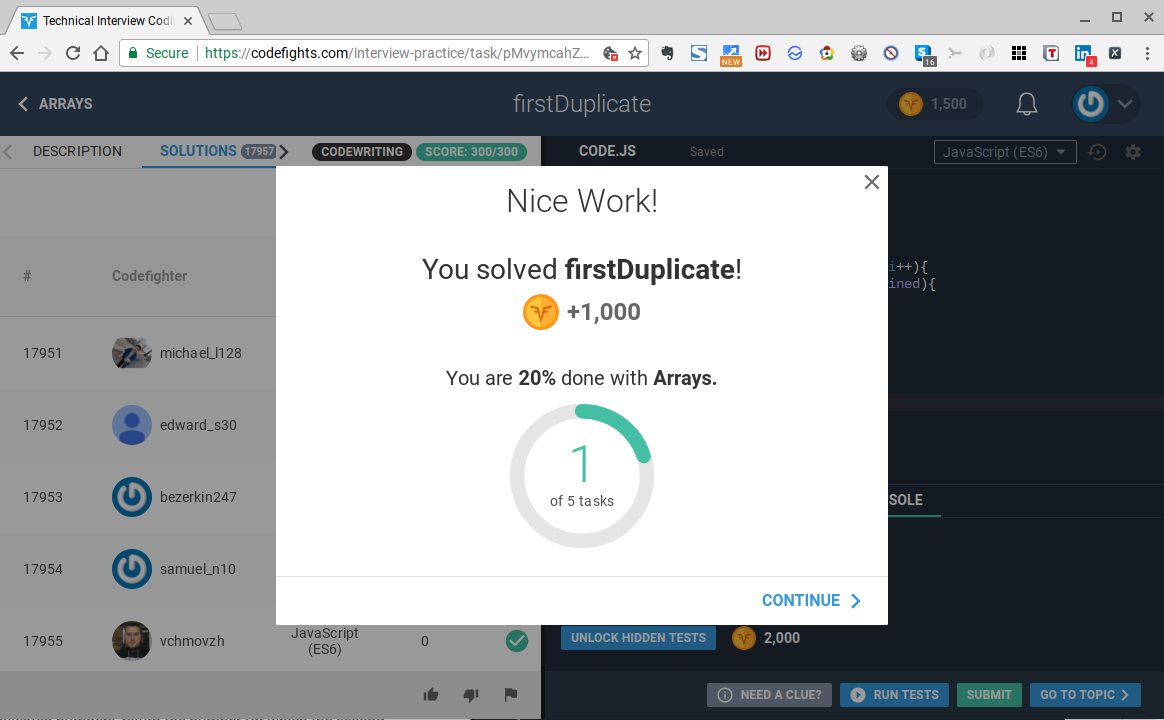 Technical Interview Codi
Secure
https://codefights.com/interview-practice/task/pMvymcahZ...
NEW
16
T
4
X
ARRAYS
firstDuplicate
1,500
DESCRIPTION
SOLUTIONS 17957
CODEWRITING
SCORE: 300/300
CODE.JS
Saved
JavaScript (ES6)
Nice Work!
You solved firstDuplicate!
+1,000
You are 20% done with Arrays.
1
of 5 tasks
CONTINUE
#
Codefighter
i++){
ined){
17951
michael_l128
17952
edward_s30
17953
bezerkin247
SOLE
17954
samuel_n10
17955
vchmovzh
JavaScript
(ES6)
0
UNLOCK HIDDEN TESTS
2,000
NEED A CLUE?
RUN TESTS
SUBMIT
GO TO TOPIC